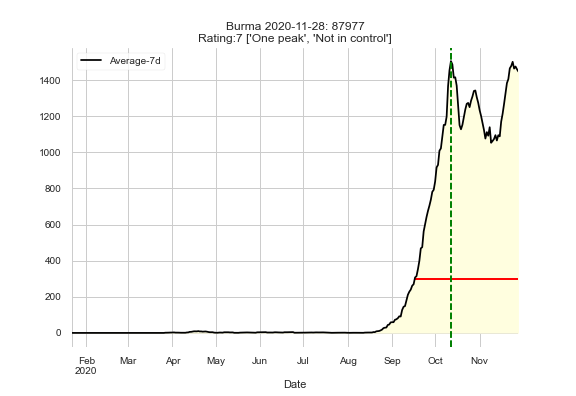 Burma 2020-11-28: 87977
Rating:7 ['One peak', 'Not in control']
Average-7d
1400
1200
1000
800
600
400
200
0
Feb Mar Apr May Jun Jul Aug Sep Oct Nov
2020
Date